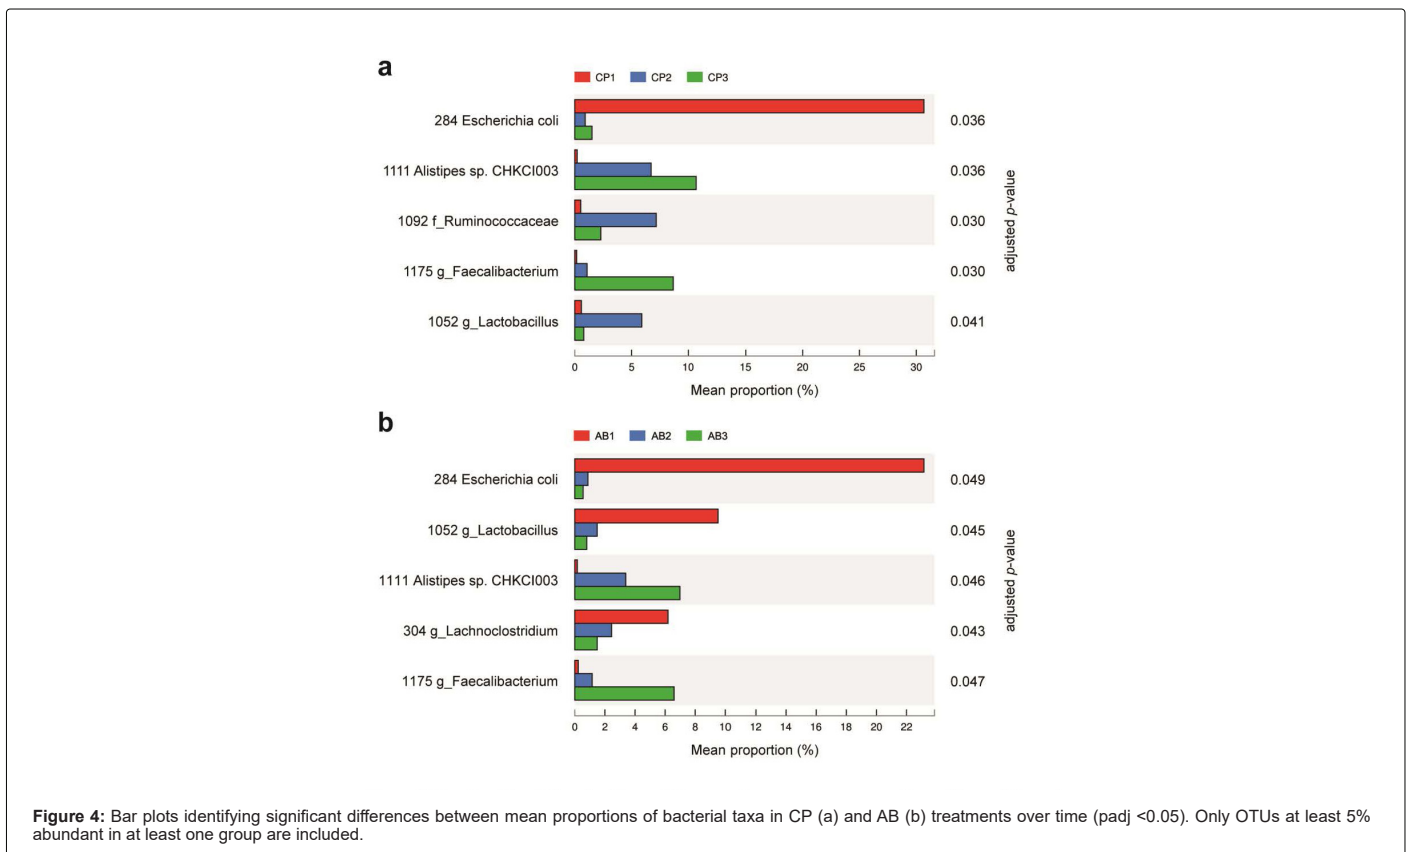 a
CP1 CP2 CP3
284 Escherichia coli 0.036
1111 Alistipes sp. CHKCI003 0.036
1092 f_Ruminococcaceae 0.030
1175 g_Faecalibacterium 0.030
1052 g_Lactobacillus 0.041
adjusted p-value
0 5 10 15 20 25 30
Mean proportion (%)
b
AB1 AB2 AB3
284 Escherichia coli 0.049
1052 g_Lactobacillus 0.045
1111 Alistipes sp. CHKCI003 0.046
304 g_Lachnoclostridium 0.043
1175 g_Faecalibacterium 0.047
adjusted p-value
0 2 4 6 8 10 12 14 16 18 20 22
Mean proportion (%)
Figure 4: Bar plots identifying significant differences between mean proportions of bacterial taxa in CP (a) and AB (b) treatments over time (padj <0.05). Only OTUs at least 5%
abundant in at least one group are included.